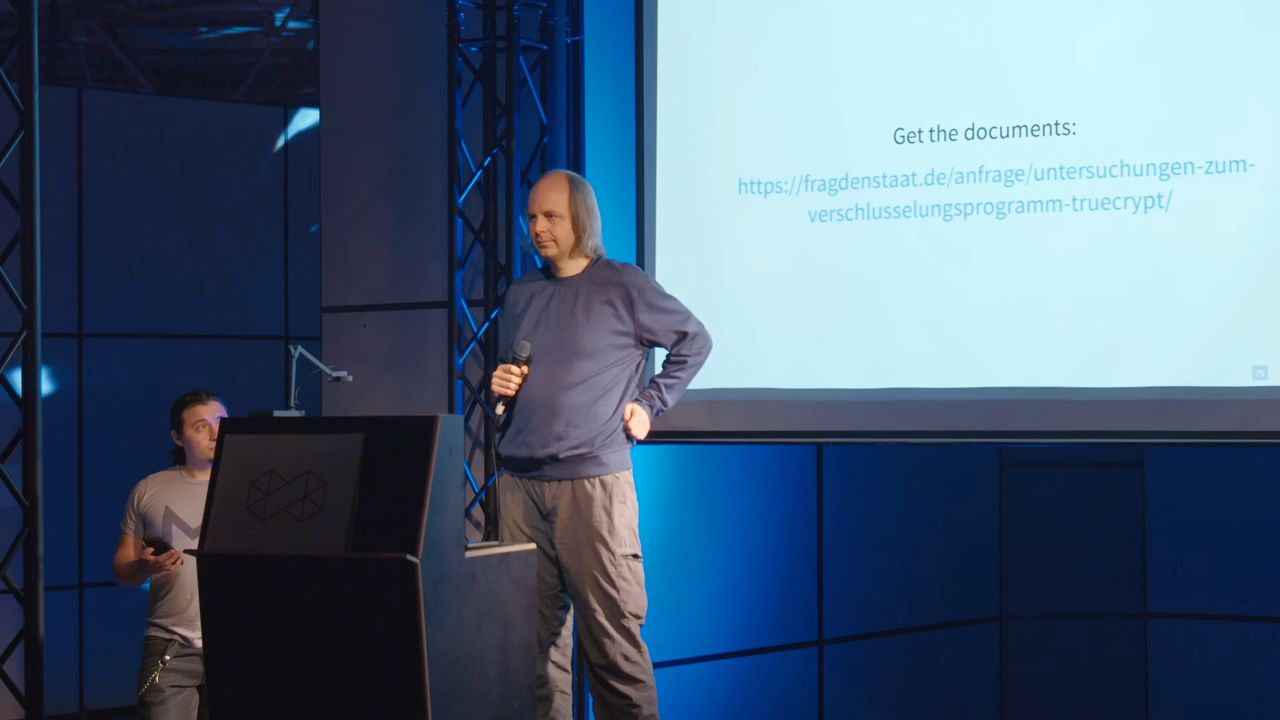 Get the documents:
https://fragdenstaat.de/anfrage/untersuchungen-zum-
verschlusselungsprogramm-truecrypt/